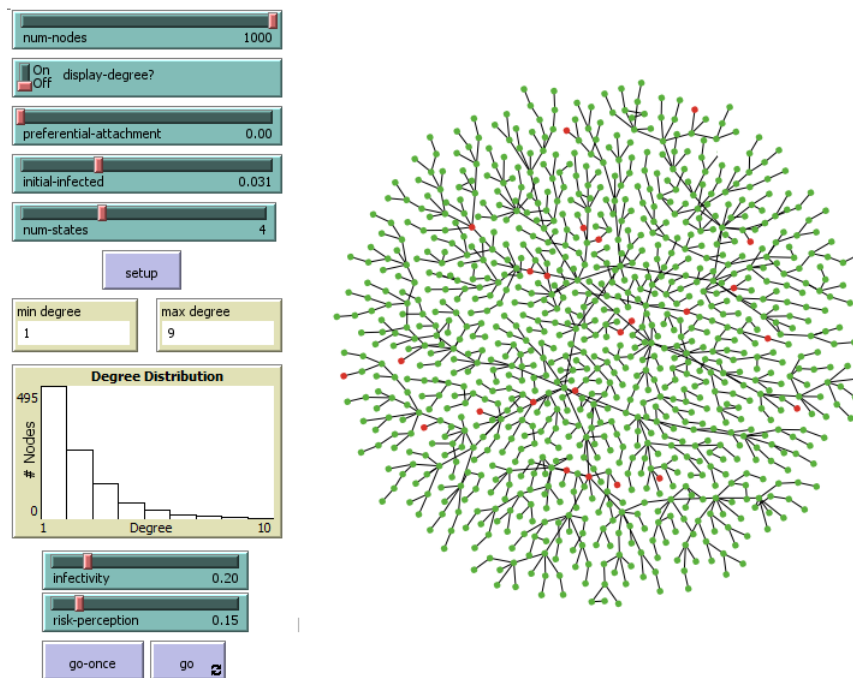 num-nodes 1000
On
Off
display-degree?
preferential-attachment 0.00
initial-infected 0.031
num-states 4
setup
min degree
1
max degree
9
Degree Distribution
495
# Nodes
0
1 Degree 10
infectivity 0.20
risk-perception 0.15
go-once
go